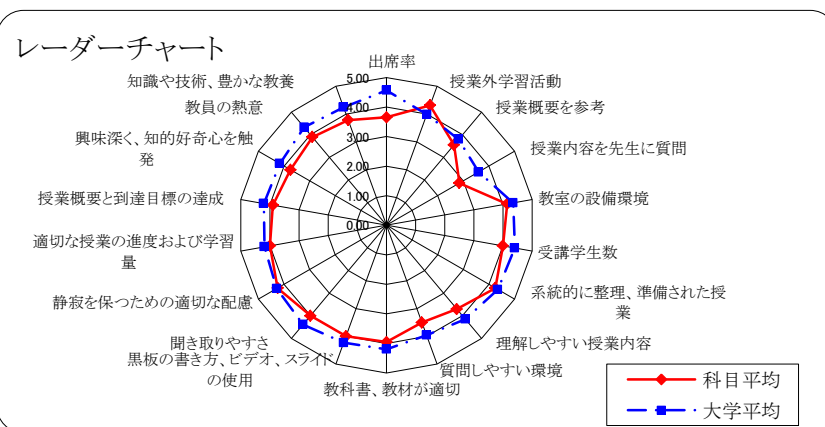 レーダーチャート
出席率
授業外学習活動
授業概要を参考
授業内容を先生に質問
教室の設備環境
受講学生数
系統的に整理、準備された授
業
理解しやすい授業内容
質問しやすい環境
教科書、教材が適切
黒板の書き方、ビデオ、スライド
の使用
聞き取りやすさ
静寂を保つための適切な配慮
適切な授業の進度および学習
量
授業概要と到達目標の達成
興味深く、知的好奇心を触
発
教員の熱意
知識や技術、豊かな教養
5.00
4.00
3.00
2.00
1.00
0.00
科目平均
大学平均